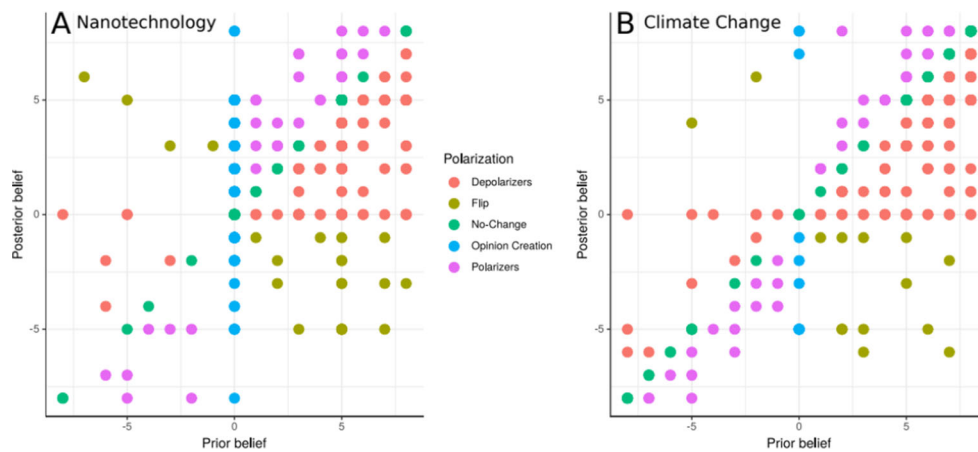 A Nanotechnology
5
0
-5
Posterior belief
-5
0
5
Prior belief
Polarization
Depolarizers
Flip
No-Change
Opinion Creation
Polarizers
B Climate Change
5
0
-5
Posterior belief
-5
0
5
Prior belief